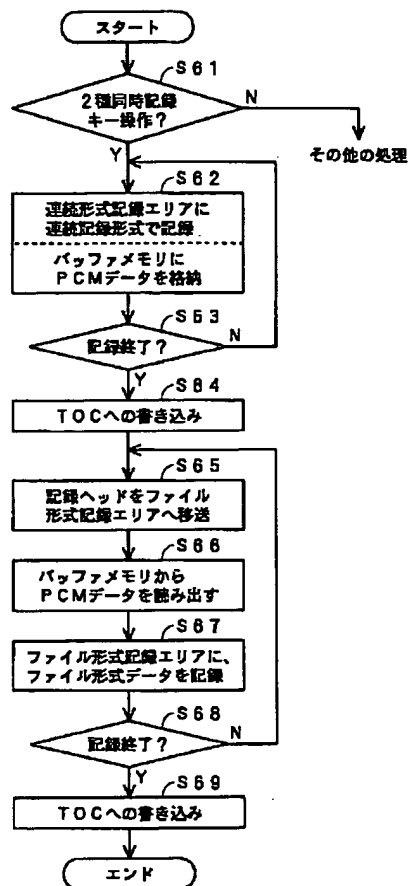 スタート
S61
2種同時記録
キー操作?
N
Y
その他の処理
S62
連続形式記録エリアに
連続記録形式で記録
バッファメモリに
PCMデータを格納
S63
記録終了?
N
Y
S64
TOCへの書き込み
S65
記録ヘッドをファイル
形式記録エリアへ移送
S66
バッファメモリから
PCMデータを読み出す
S67
ファイル形式記録エリアに、
ファイル形式データを記録
S68
記録終了?
N
Y
S69
TOCへの書き込み
エンド